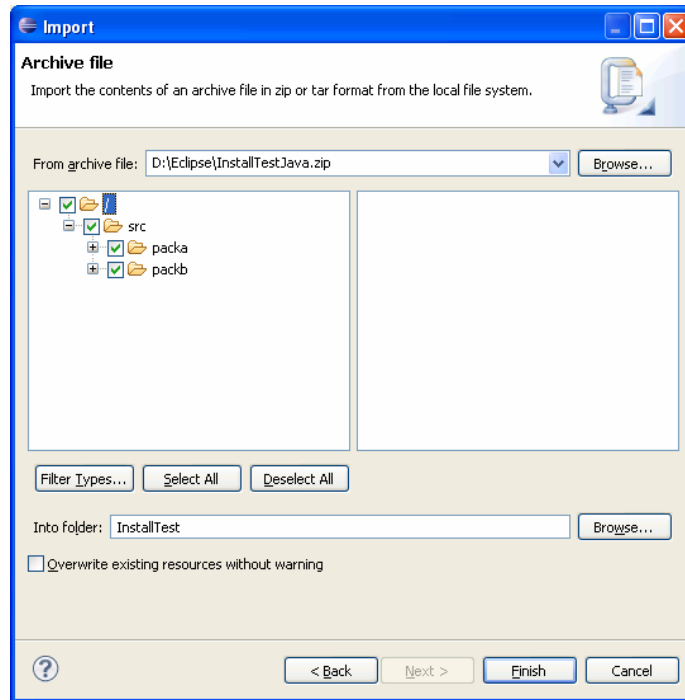 Import
Archive file
Import the contents of an archive file in zip or tar format from the local file system.
From archive file: D:\Eclipse\InstallTestJava.zip Browse...
/
src
packa
packb
Filter Types... Select All Deselect All
Into folder: InstallTest Browse...
Overwrite existing resources without warning
? < Back Next > Finish Cancel